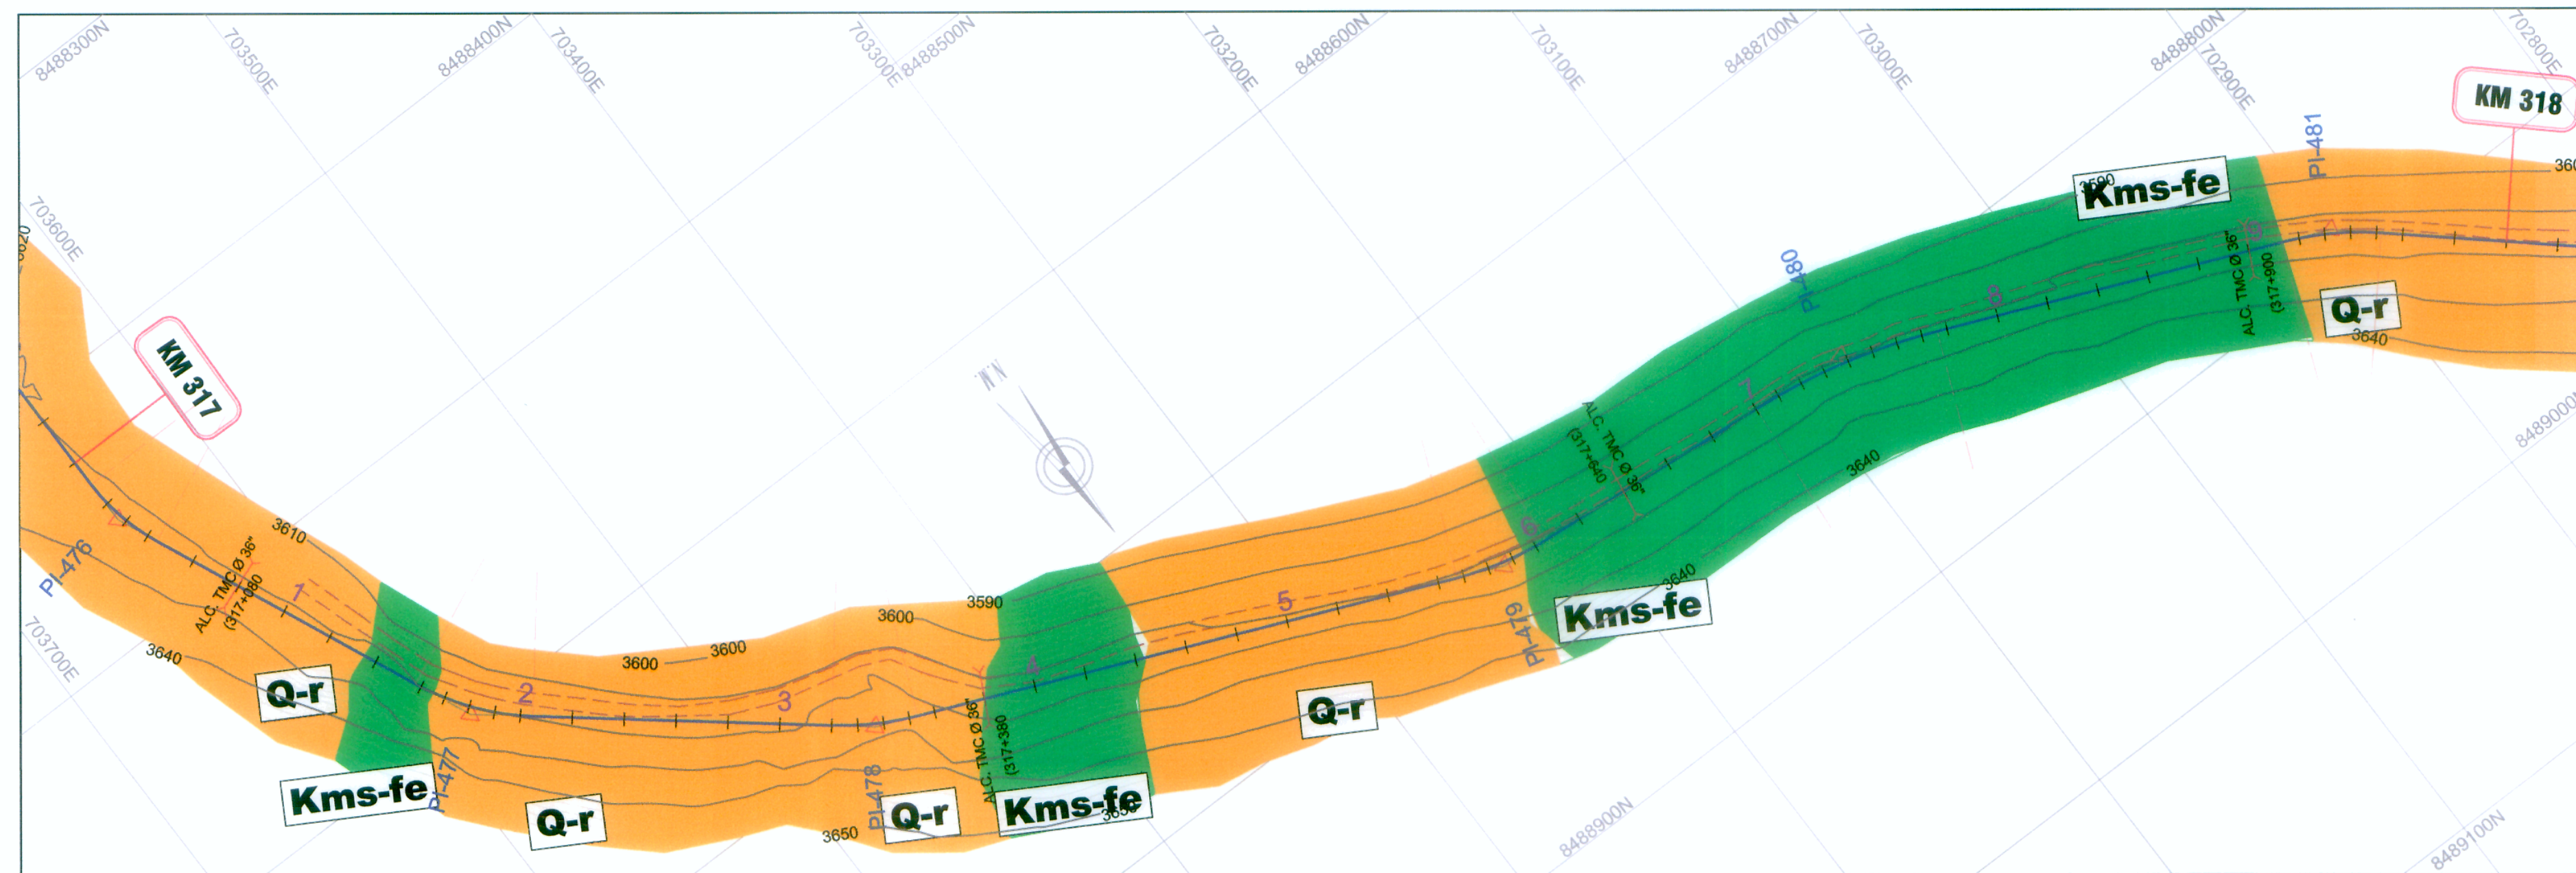 8488300N
703500E
8488400N
703400E
703300E
8488500N
703200E
8488600N
703100E
8488700N
703000E
8488800N
702900E
702800E
KM 318
PI-481
3590
Kms-fe
703600E
3620
KM 317
N.M.
PI-480
8
9
ALC. TMC Ø 36"
(317+900
Q-r
3640
7
ALC. TMC Ø 36"
(317+640
3640
8489000N
3610
PI-476
ALC. TMC Ø 36"
(317+080
1
6
3640
Kms-fe
PI-479
703700E
3640
Q-r
3600
3600
3600
3590
5
4
2
3
Q-r
Kms-fe
PI-477
Q-r
PI-478
3650
Q-r
ALC. TMC Ø 36"
(317+380
Kms-fe
3650
8488900N
8489100N